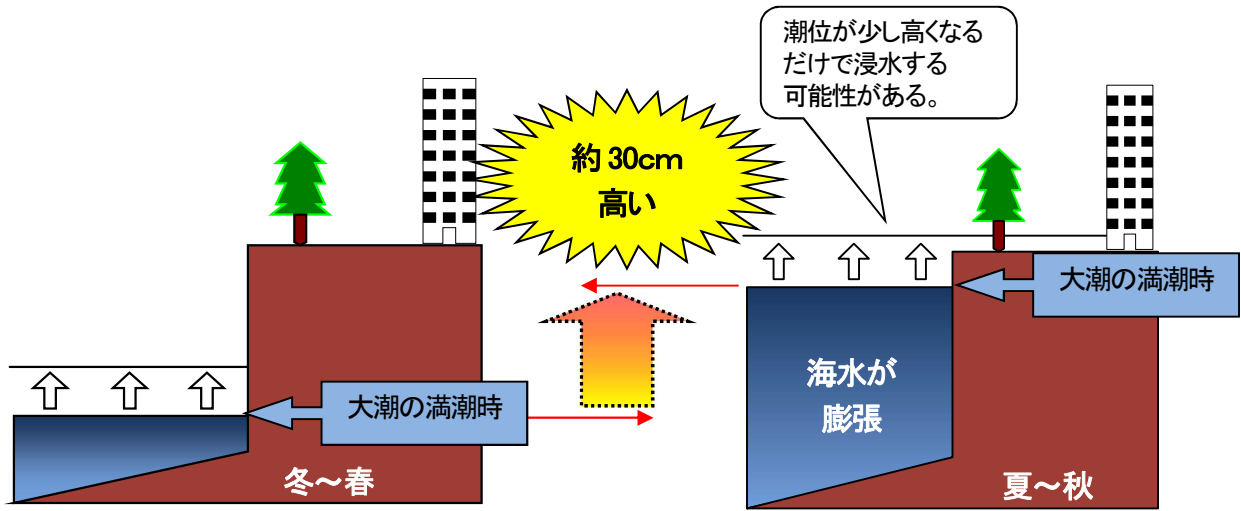 潮位が少し高くなる
だけで浸水する
可能性がある。
約 30cm
高い
大潮の満潮時
海水が
膨張
大潮の満潮時
冬～春
夏～秋